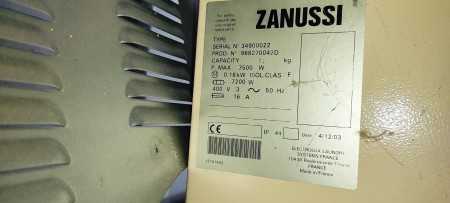 ZANUSSI
TYPE
SERIAL N° 34900022
PROD. N° 988270042D
CAPACITY kg
P. MAX 7500 W
M 0.18kW ISOL.CLAS F
7200 W
400 V 3 ~ 50 Hz
16 A
CE IP 44 Date 4/12/03
ELECTROLUX LAUNDRY
SYSTEMS FRANCE
FRANCE
Made in France